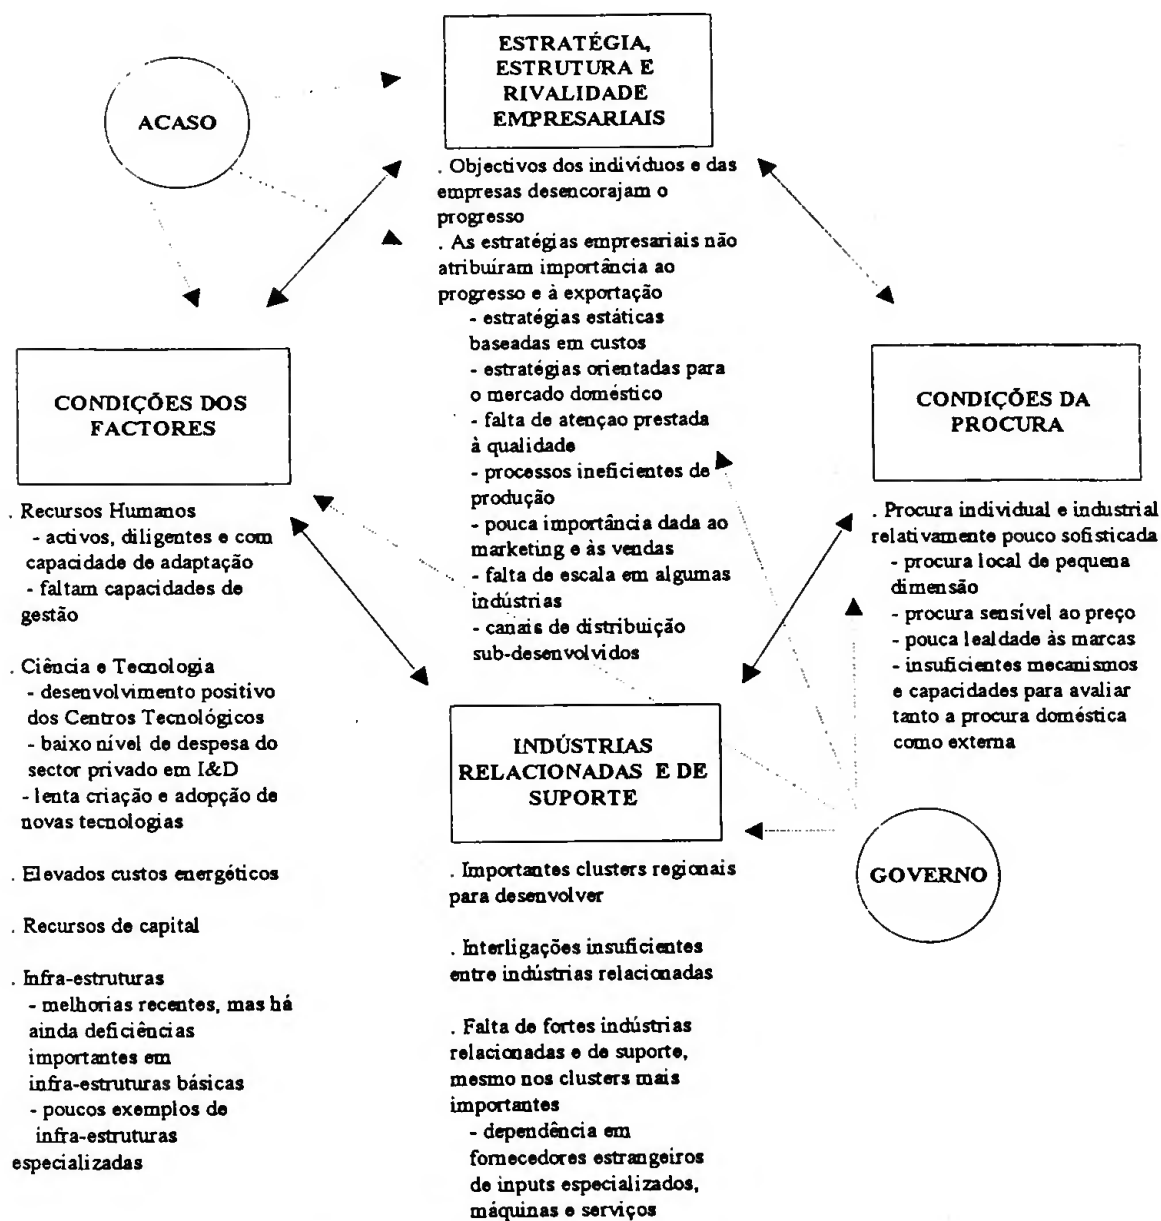 ACASO
ESTRATÉGIA,
ESTRUTURA E
RIVALIDADE
EMPRESARIAIS
. Objectivos dos indivíduos e das
empresas desencorajam o
progresso
. As estratégias empresariais não
atribuíram importância ao
progresso e à exportação
- estratégias estáticas
baseadas em custos
- estratégias orientadas para
o mercado doméstico
- falta de atençao prestada
à qualidade
- processos ineficientes de
produção
- pouca importância dada ao
marketing e às vendas
- falta de escala em algumas
indústrias
- canais de distribuição
sub-desenvolvidos
CONDIÇÕES DOS
FACTORES
. Recursos Humanos
- activos, diligentes e com
capacidade de adaptação
- faltam capacidades de
gestão
. Ciência e Tecnologia
- desenvolvimento positivo
dos Centros Tecnológicos
- baixo nível de despesa do
sector privado em I&D
- lenta criação e adopção de
novas tecnologias
. Elevados custos energéticos
. Recursos de capital
. Infra-estruturas
- melhorias recentes, mas há
ainda deficiências
importantes em
infra-estruturas básicas
- poucos exemplos de
infra-estruturas
especializadas
CONDIÇÕES DA
PROCURA
. Procura individual e industrial
relativamente pouco sofisticada
- procura local de pequena
dimensão
- procura sensível ao preço
- pouca lealdade às marcas
- insuficientes mecanismos
e capacidades para avaliar
tanto a procura doméstica
como externa
INDÚSTRIAS
RELACIONADAS E DE
SUPORTE
. Importantes clusters regionais
para desenvolver
. Interligações insuficientes
entre indústrias relacionadas
. Falta de fortes indústrias
relacionadas e de suporte,
mesmo nos clusters mais
importantes
- dependência em
fornecedores estrangeiros
de inputs especializados,
máquinas e serviços
GOVERNO